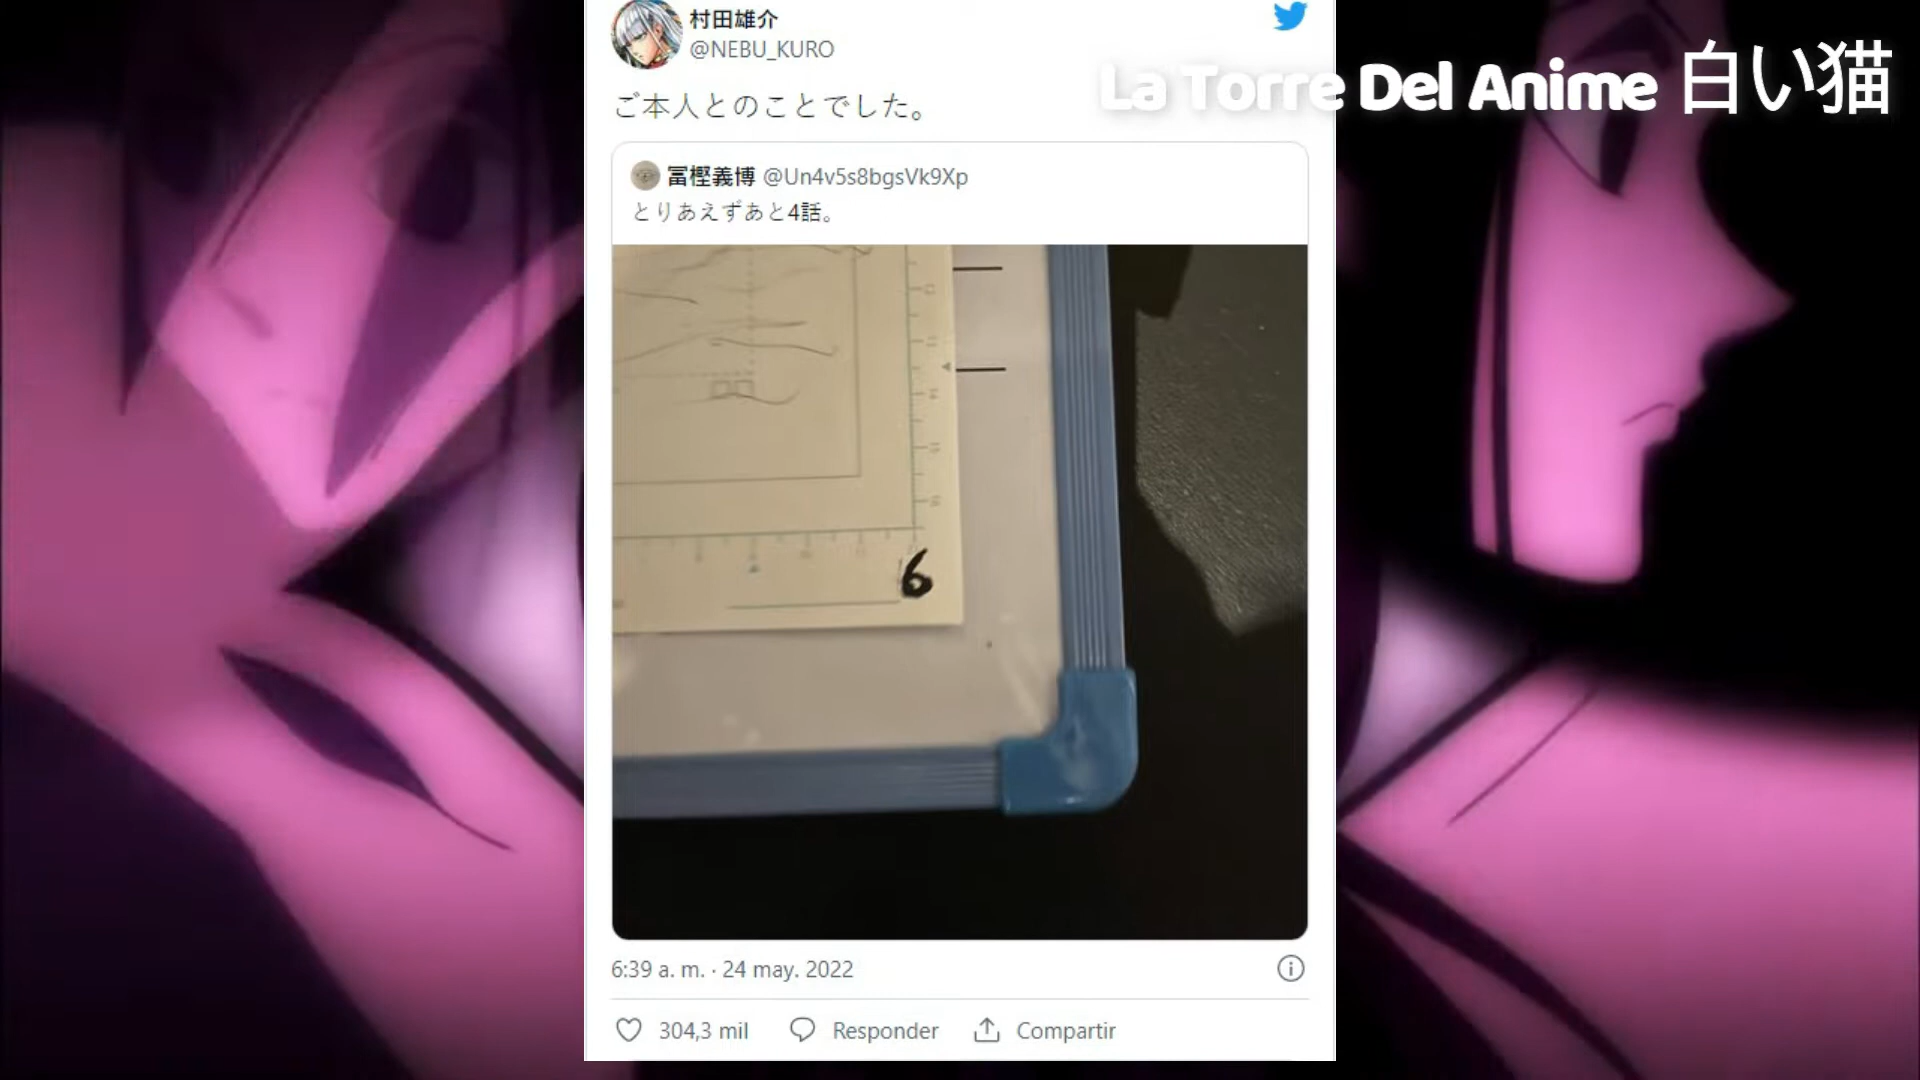 村田雄介
@NEBU_KURO
La Torre Del Anime 白い猫
ご本人とのことでした。
冨樫義博 @Un4v5s8bgsVk9Xp
とりあえずあと4話。
6
6:39 a. m. · 24 may. 2022
304,3 mil
Responder
Compartir